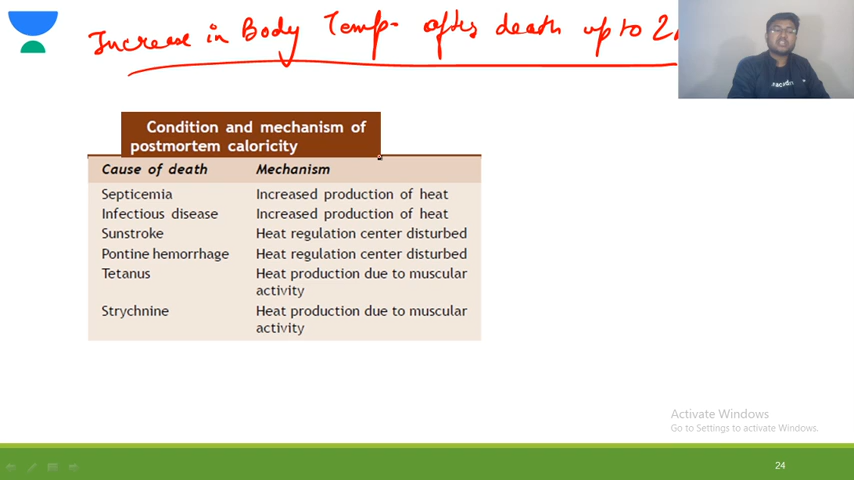 Increase in Body Temp. after death up to 2
Condition and mechanism of
postmortem caloricity
Cause of death Mechanism
Septicemia Increased production of heat
Infectious disease Increased production of heat
Sunstroke Heat regulation center disturbed
Pontine hemorrhage Heat regulation center disturbed
Tetanus Heat production due to muscular
activity
Strychnine Heat production due to muscular
activity
Activate Windows
Go to Settings to activate Windows.
24